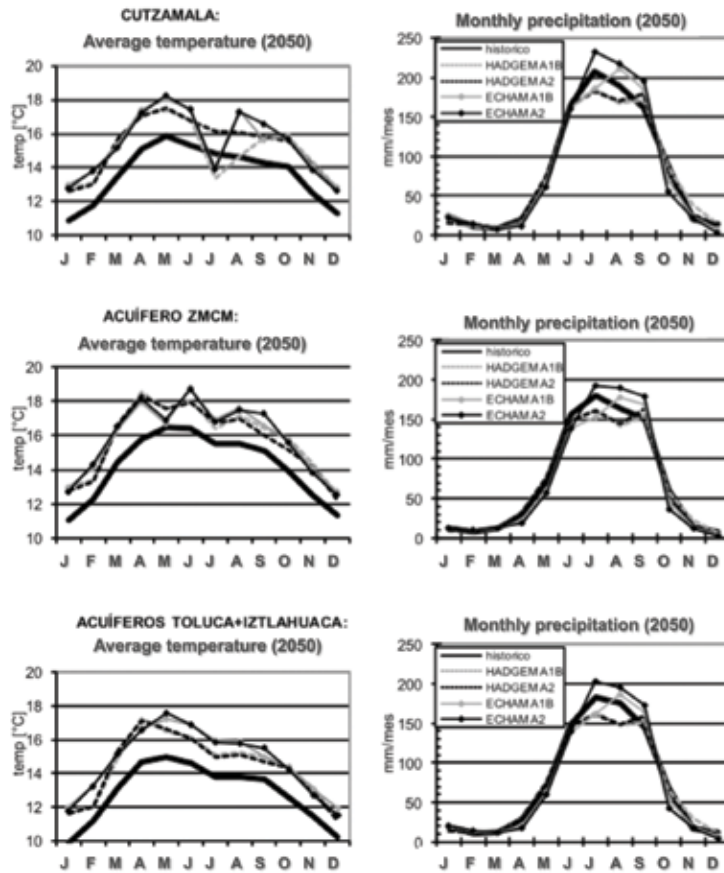 CUTZAMALA:
Average temperature (2050)
temp [°C]
20
18
16
14
12
10
J F M A M J J A S O N D
Monthly precipitation (2050)
mm/mes
250
200
150
100
50
0
historico
HADGEM A1B
HADGEM A2
ECHAM A1B
ECHAM A2
J F M A M J J A S O N D
ACUÍFERO ZMCM:
Average temperature (2050)
temp [°C]
20
18
16
14
12
10
J F M A M J J A S O N D
Monthly precipitation (2050)
mm/mes
250
200
150
100
50
0
historico
HADGEM A1B
HADGEM A2
ECHAM A1B
ECHAM A2
J F M A M J J A S O N D
ACUÍFEROS TOLUCA+IZTLAHUACA:
Average temperature (2050)
temp [°C]
20
18
16
14
12
10
J F M A M J J A S O N D
Monthly precipitation (2050)
mm/mes
250
200
150
100
50
0
historico
HADGEM A1B
HADGEM A2
ECHAM A1B
ECHAM A2
J F M A M J J A S O N D